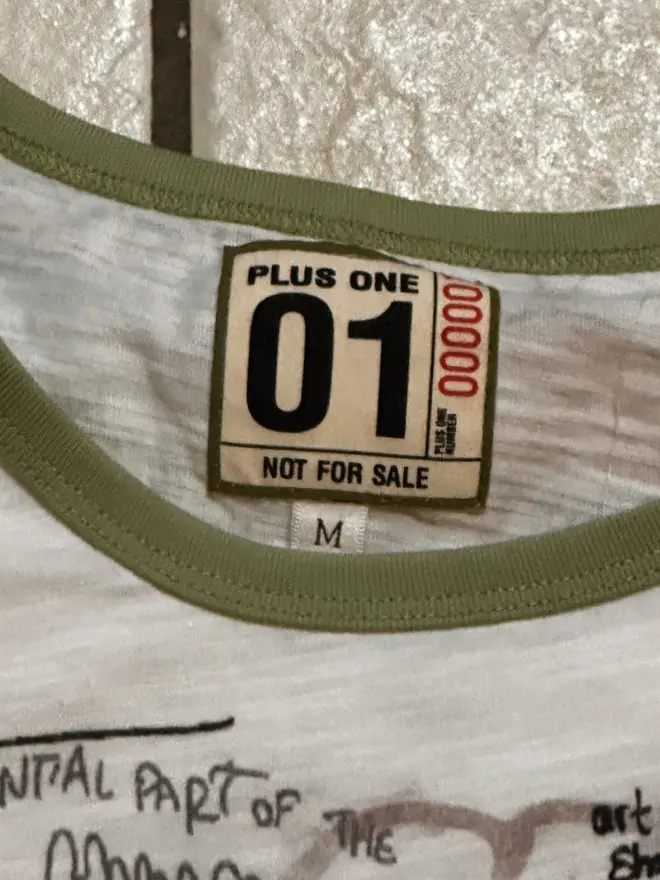 PLUS ONE
01
00000
PLUS ONE
NUMBER
NOT FOR SALE
M
NTIAL PART OF THE
art